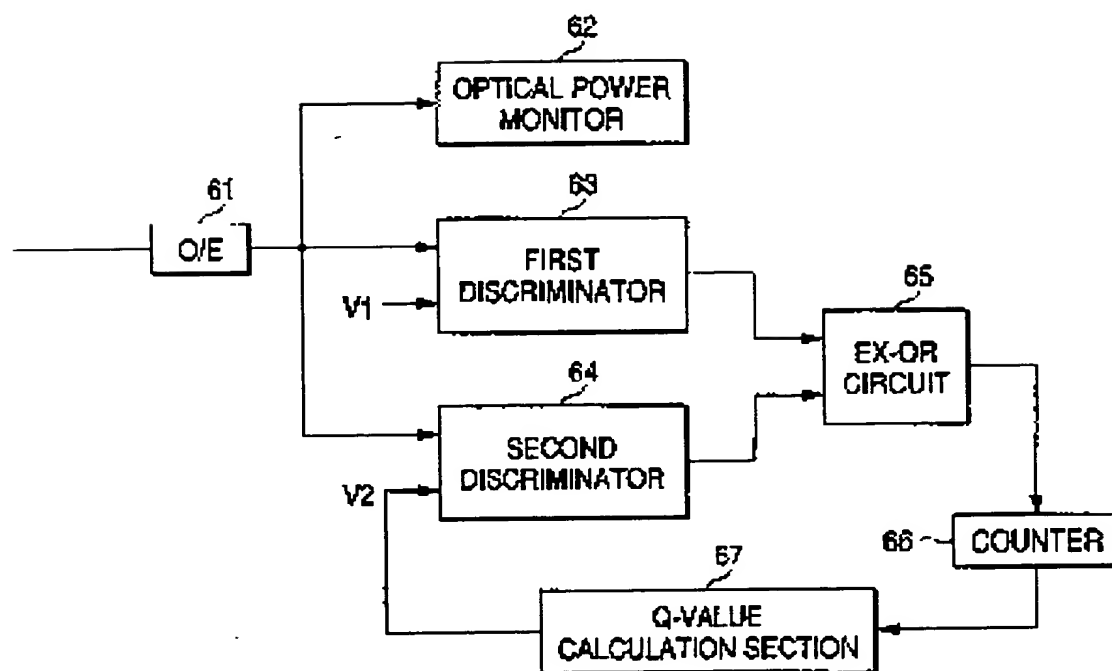 62
OPTICAL POWER
MONITOR
61
O/E
63
FIRST
DISCRIMINATOR
V1
65
EX-OR
CIRCUIT
64
SECOND
DISCRIMINATOR
V2
66
COUNTER
67
Q-VALUE
CALCULATION SECTION